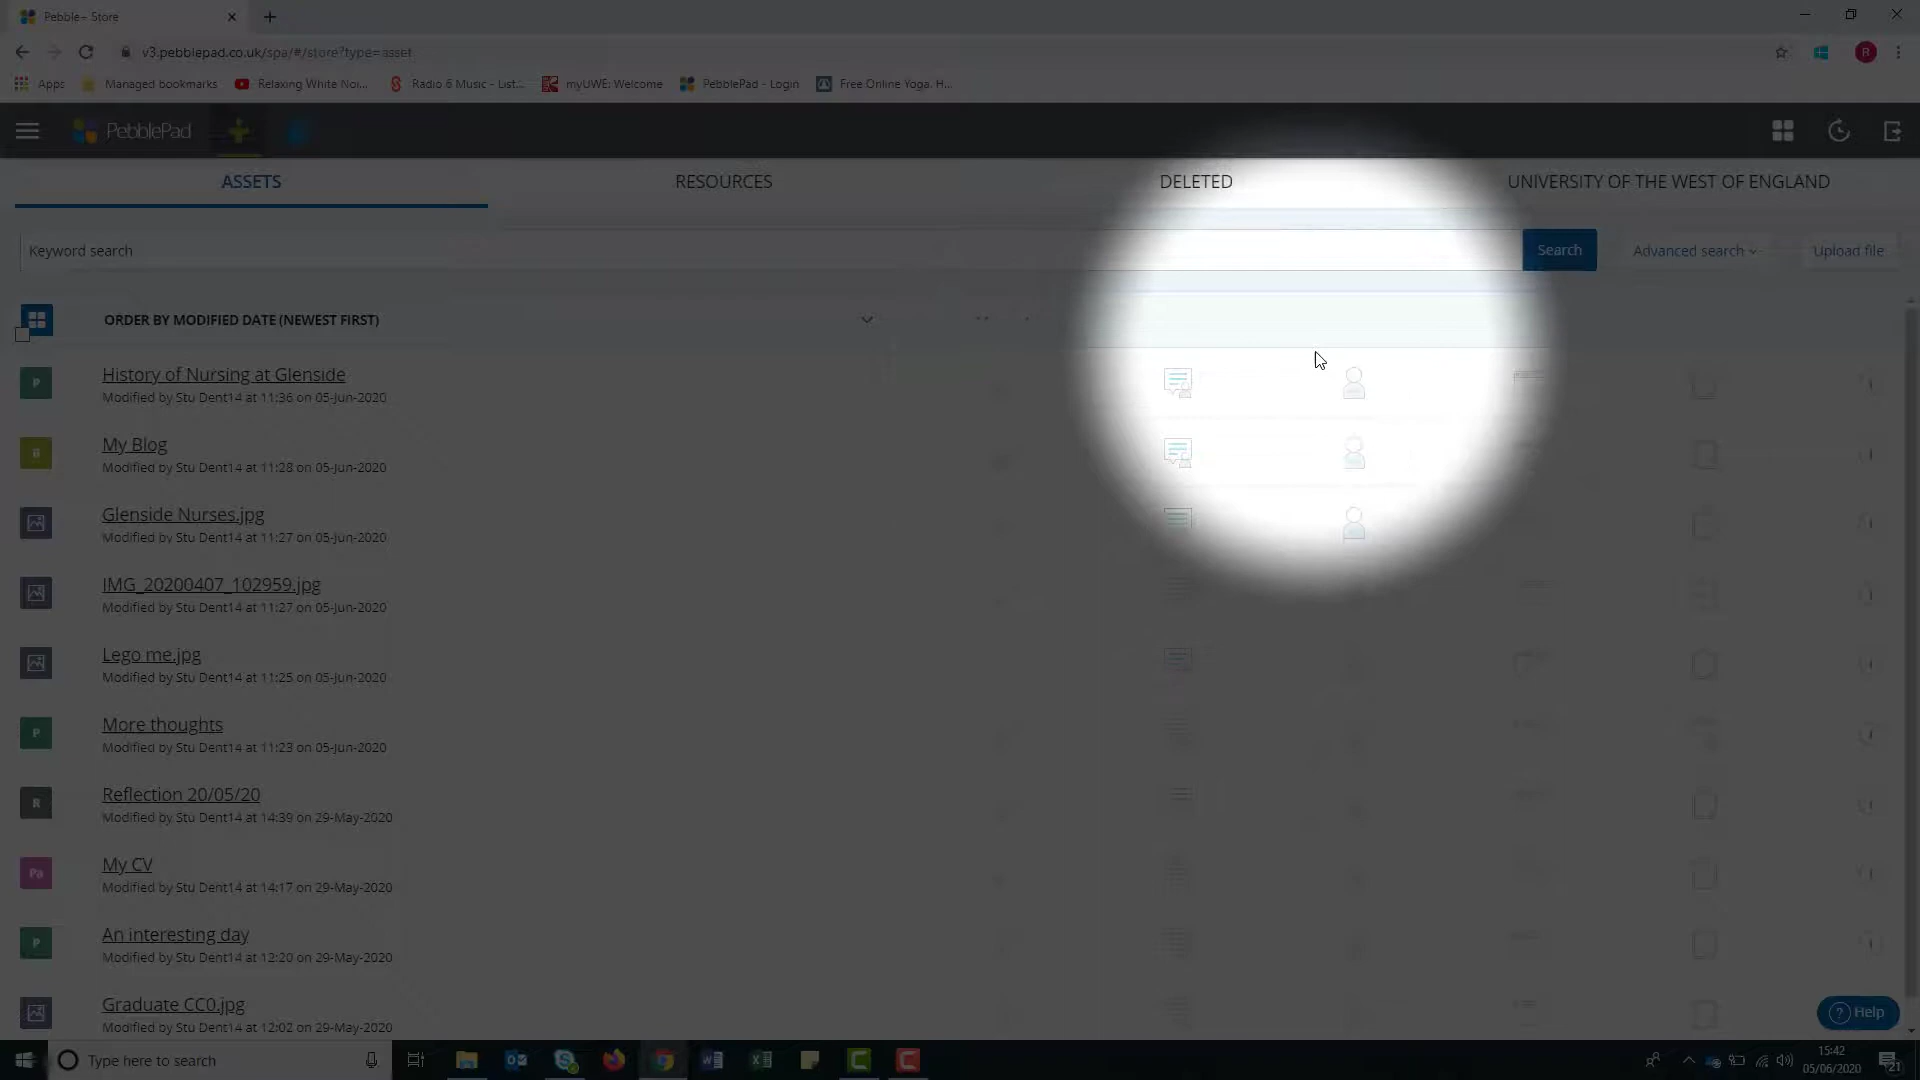 Pebble+ Store
v3.pebblepad.co.uk/spa/#/store?type=asset
Apps Managed bookmarks Relaxing White Noi... Radio 6 Music - List... myUWE: Welcome PebblePad - Login Free Online Yoga. H...
PebblePad
ASSETS RESOURCES DELETED UNIVERSITY OF THE WEST OF ENGLAND
Keyword search Search Advanced search Upload file
ORDER BY MODIFIED DATE (NEWEST FIRST)
P
History of Nursing at Glenside
Modified by Stu Dent14 at 11:36 on 05-Jun-2020
My Blog
Modified by Stu Dent14 at 11:28 on 05-Jun-2020
Glenside Nurses.jpg
Modified by Stu Dent14 at 11:27 on 05-Jun-2020
IMG_20200407_102959.jpg
Modified by Stu Dent14 at 11:27 on 05-Jun-2020
Lego me.jpg
Modified by Stu Dent14 at 11:25 on 05-Jun-2020
P
More thoughts
Modified by Stu Dent14 at 11:23 on 05-Jun-2020
R
Reflection 20/05/20
Modified by Stu Dent14 at 14:39 on 29-May-2020
Pa
My CV
Modified by Stu Dent14 at 14:17 on 29-May-2020
P
An interesting day
Modified by Stu Dent14 at 12:20 on 29-May-2020
Graduate CC0.jpg
Modified by Stu Dent14 at 12:02 on 29-May-2020
? Help
Type here to search
15:42
05/06/2020
21